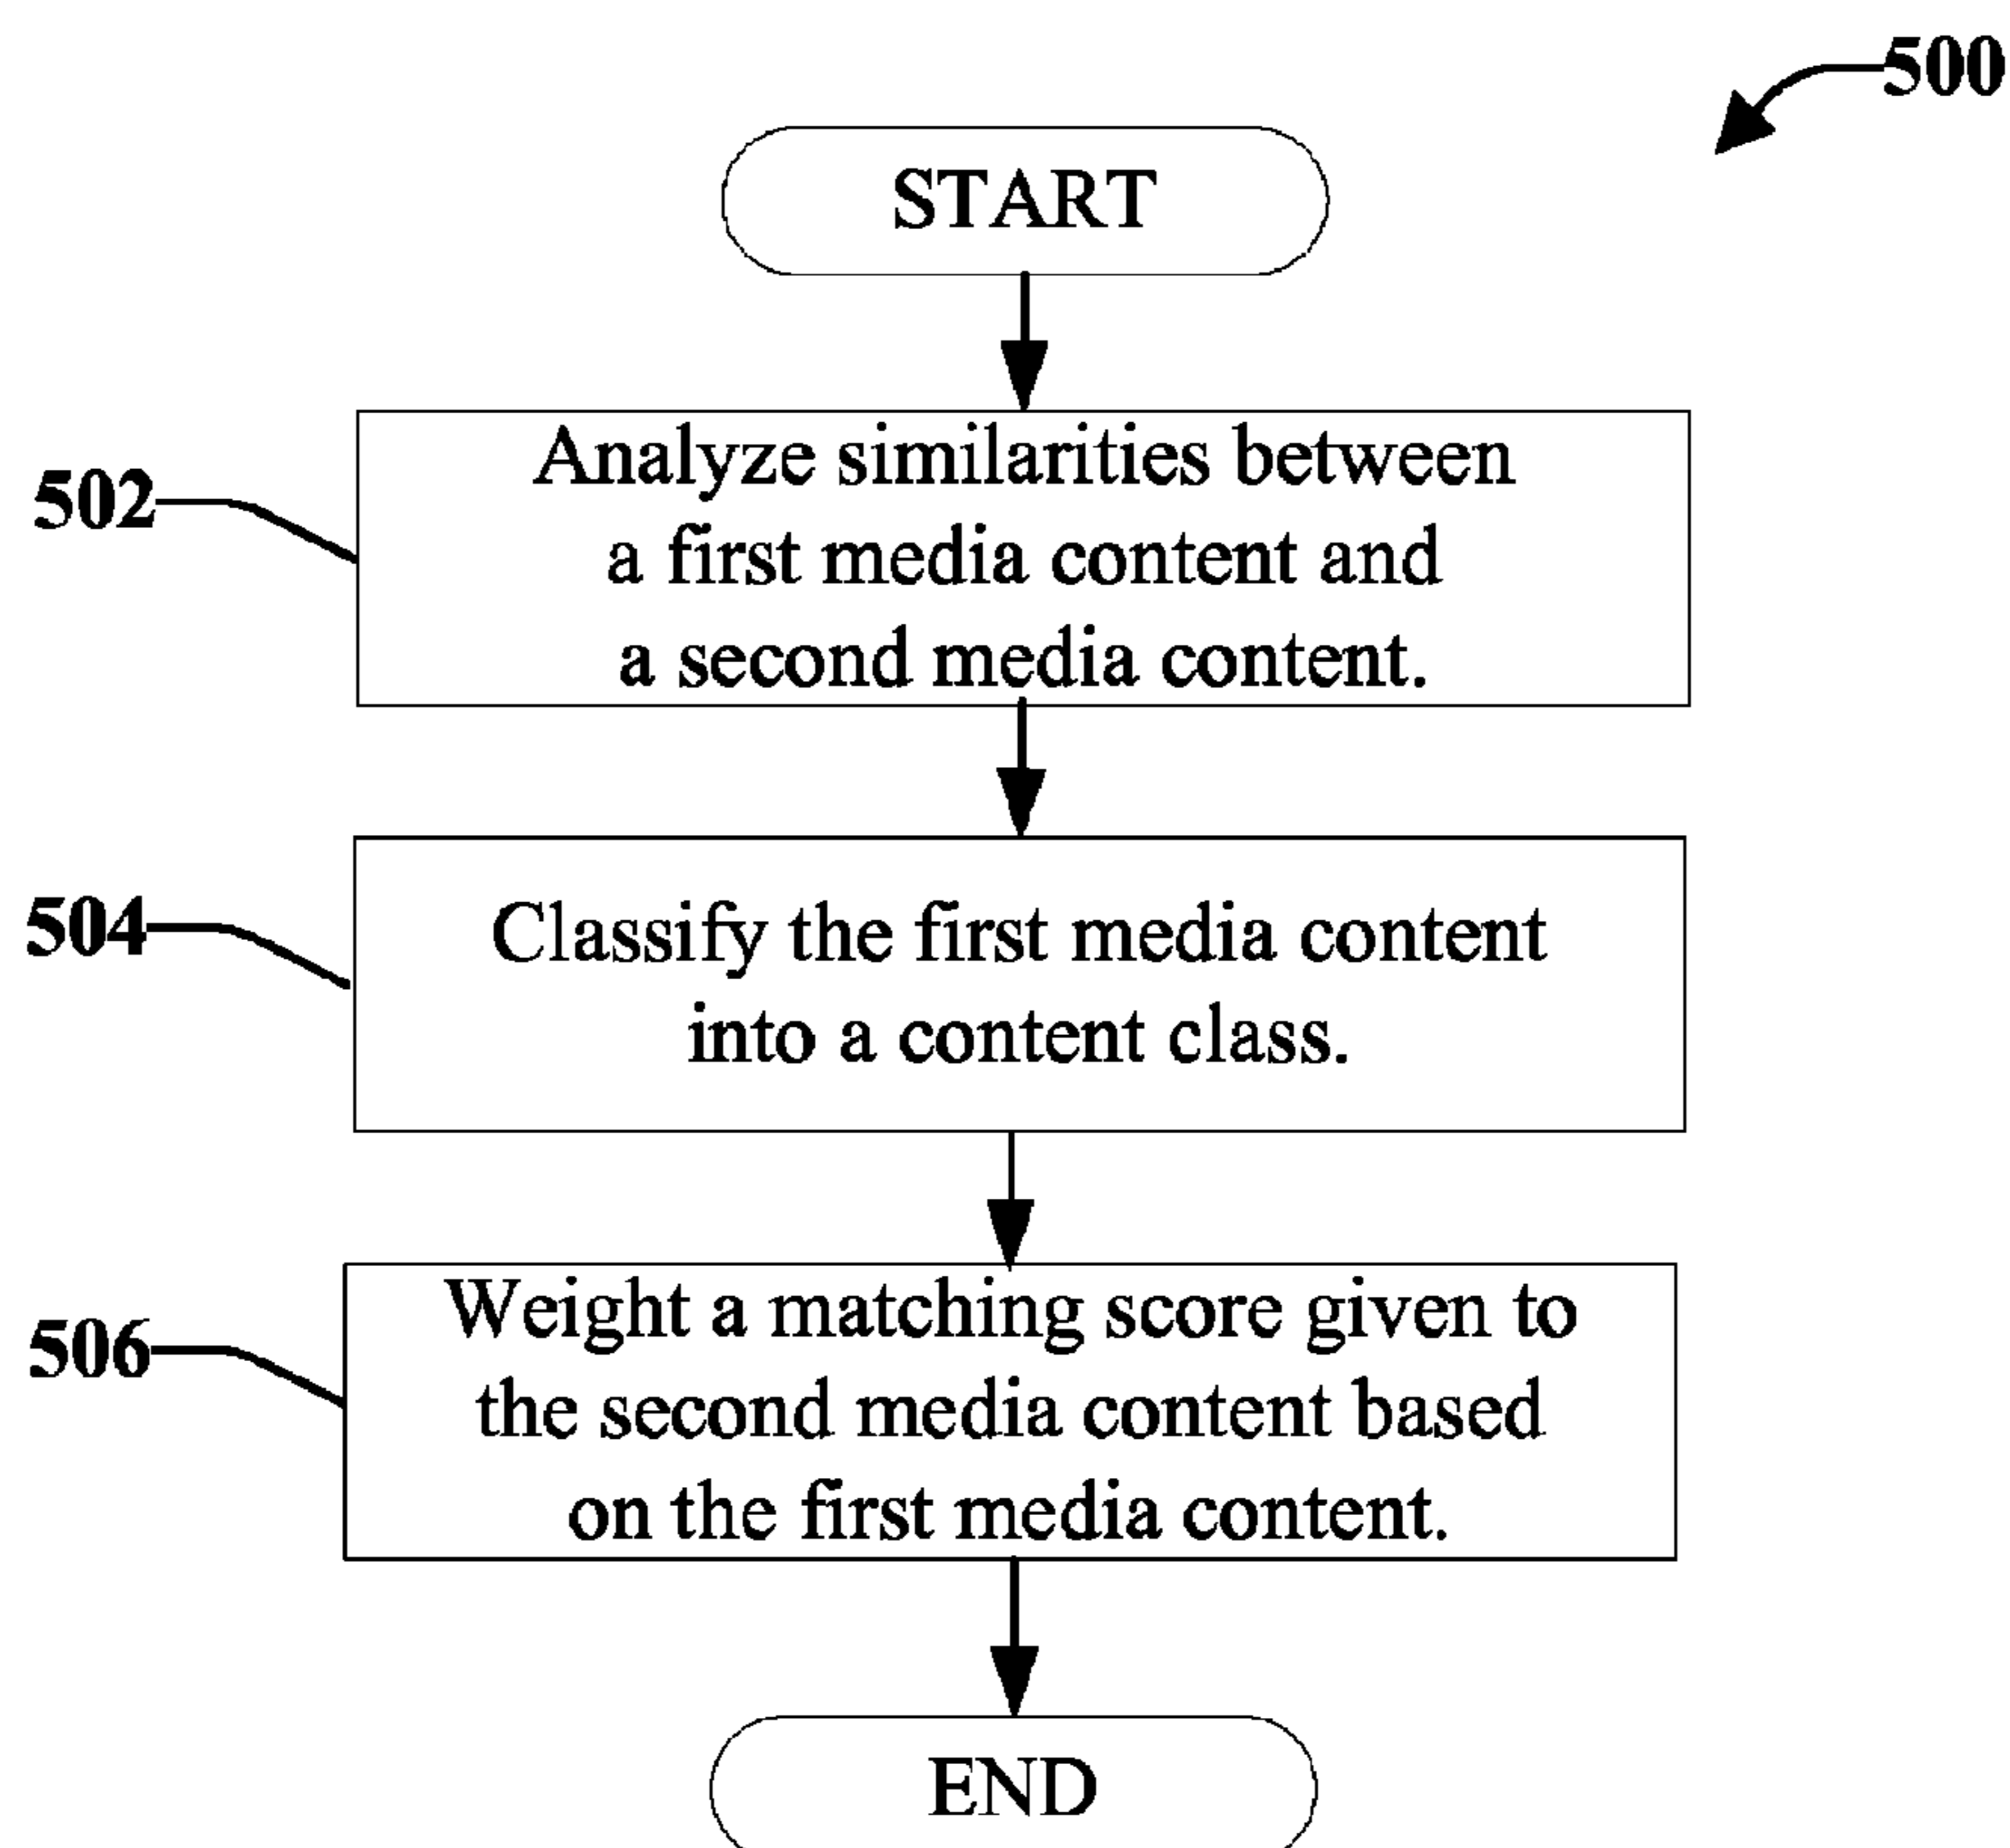 500
START
502
Analyze similarities between
a first media content and
a second media content.
504
Classify the first media content
into a content class.
506
Weight a matching score given to
the second media content based
on the first media content.
END